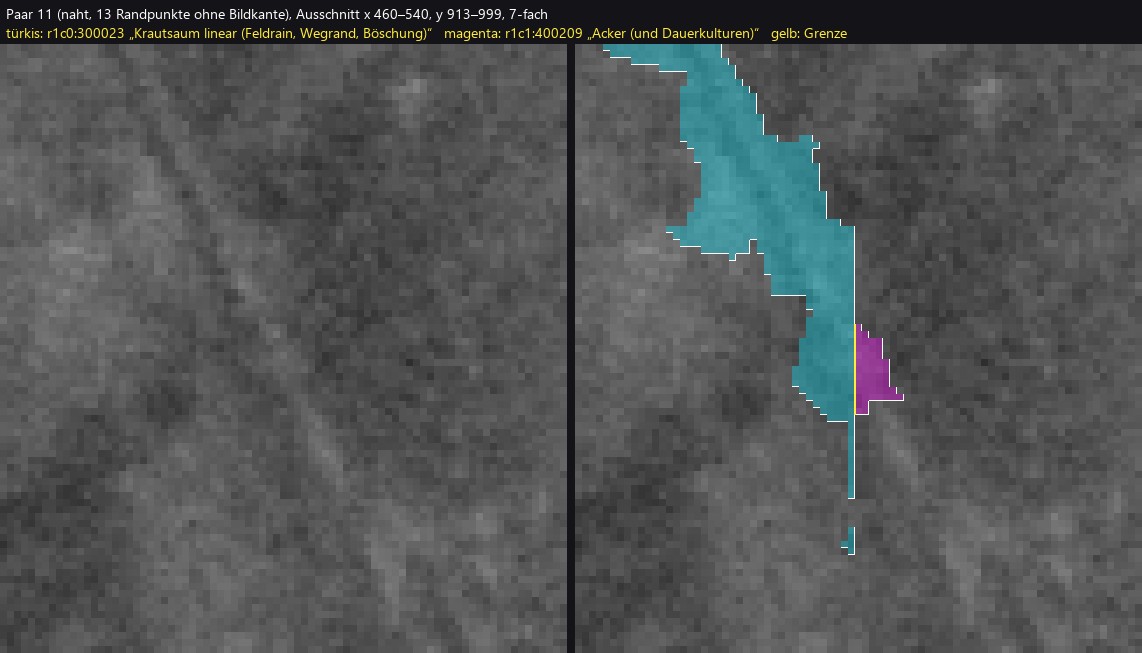 Paar 11 (naht, 13 Randpunkte ohne Bildkante), Ausschnitt x 460–540, y 913–999, 7-fach
türkis: r1c0:300023 „Krautsaum linear (Feldrain, Wegrand, Böschung)“ magenta: r1c1:400209 „Acker (und Dauerkulturen)“ gelb: Grenze